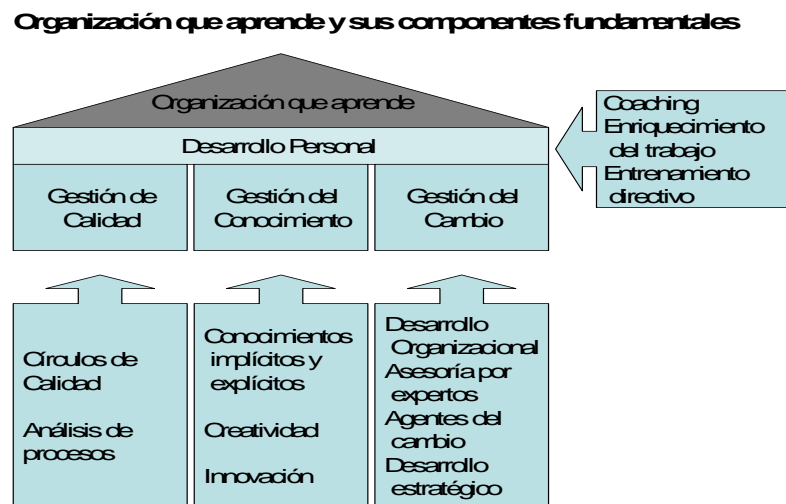 Organización que aprende y sus componentes fundamentales
Organización que aprende
Desarrollo Personal
Gestión de
Calidad
Gestión del
Conocimiento
Gestión del
Cambio
Coaching
Enriquecimiento
del trabajo
Entrenamiento
directivo
Círculos de
Calidad
Análisis de
procesos
Conocimientos
implícitos y
explícitos
Creatividad
Innovación
Desarrollo
Organizacional
Asesoría por
expertos
Agentes del
cambio
Desarrollo
estratégico